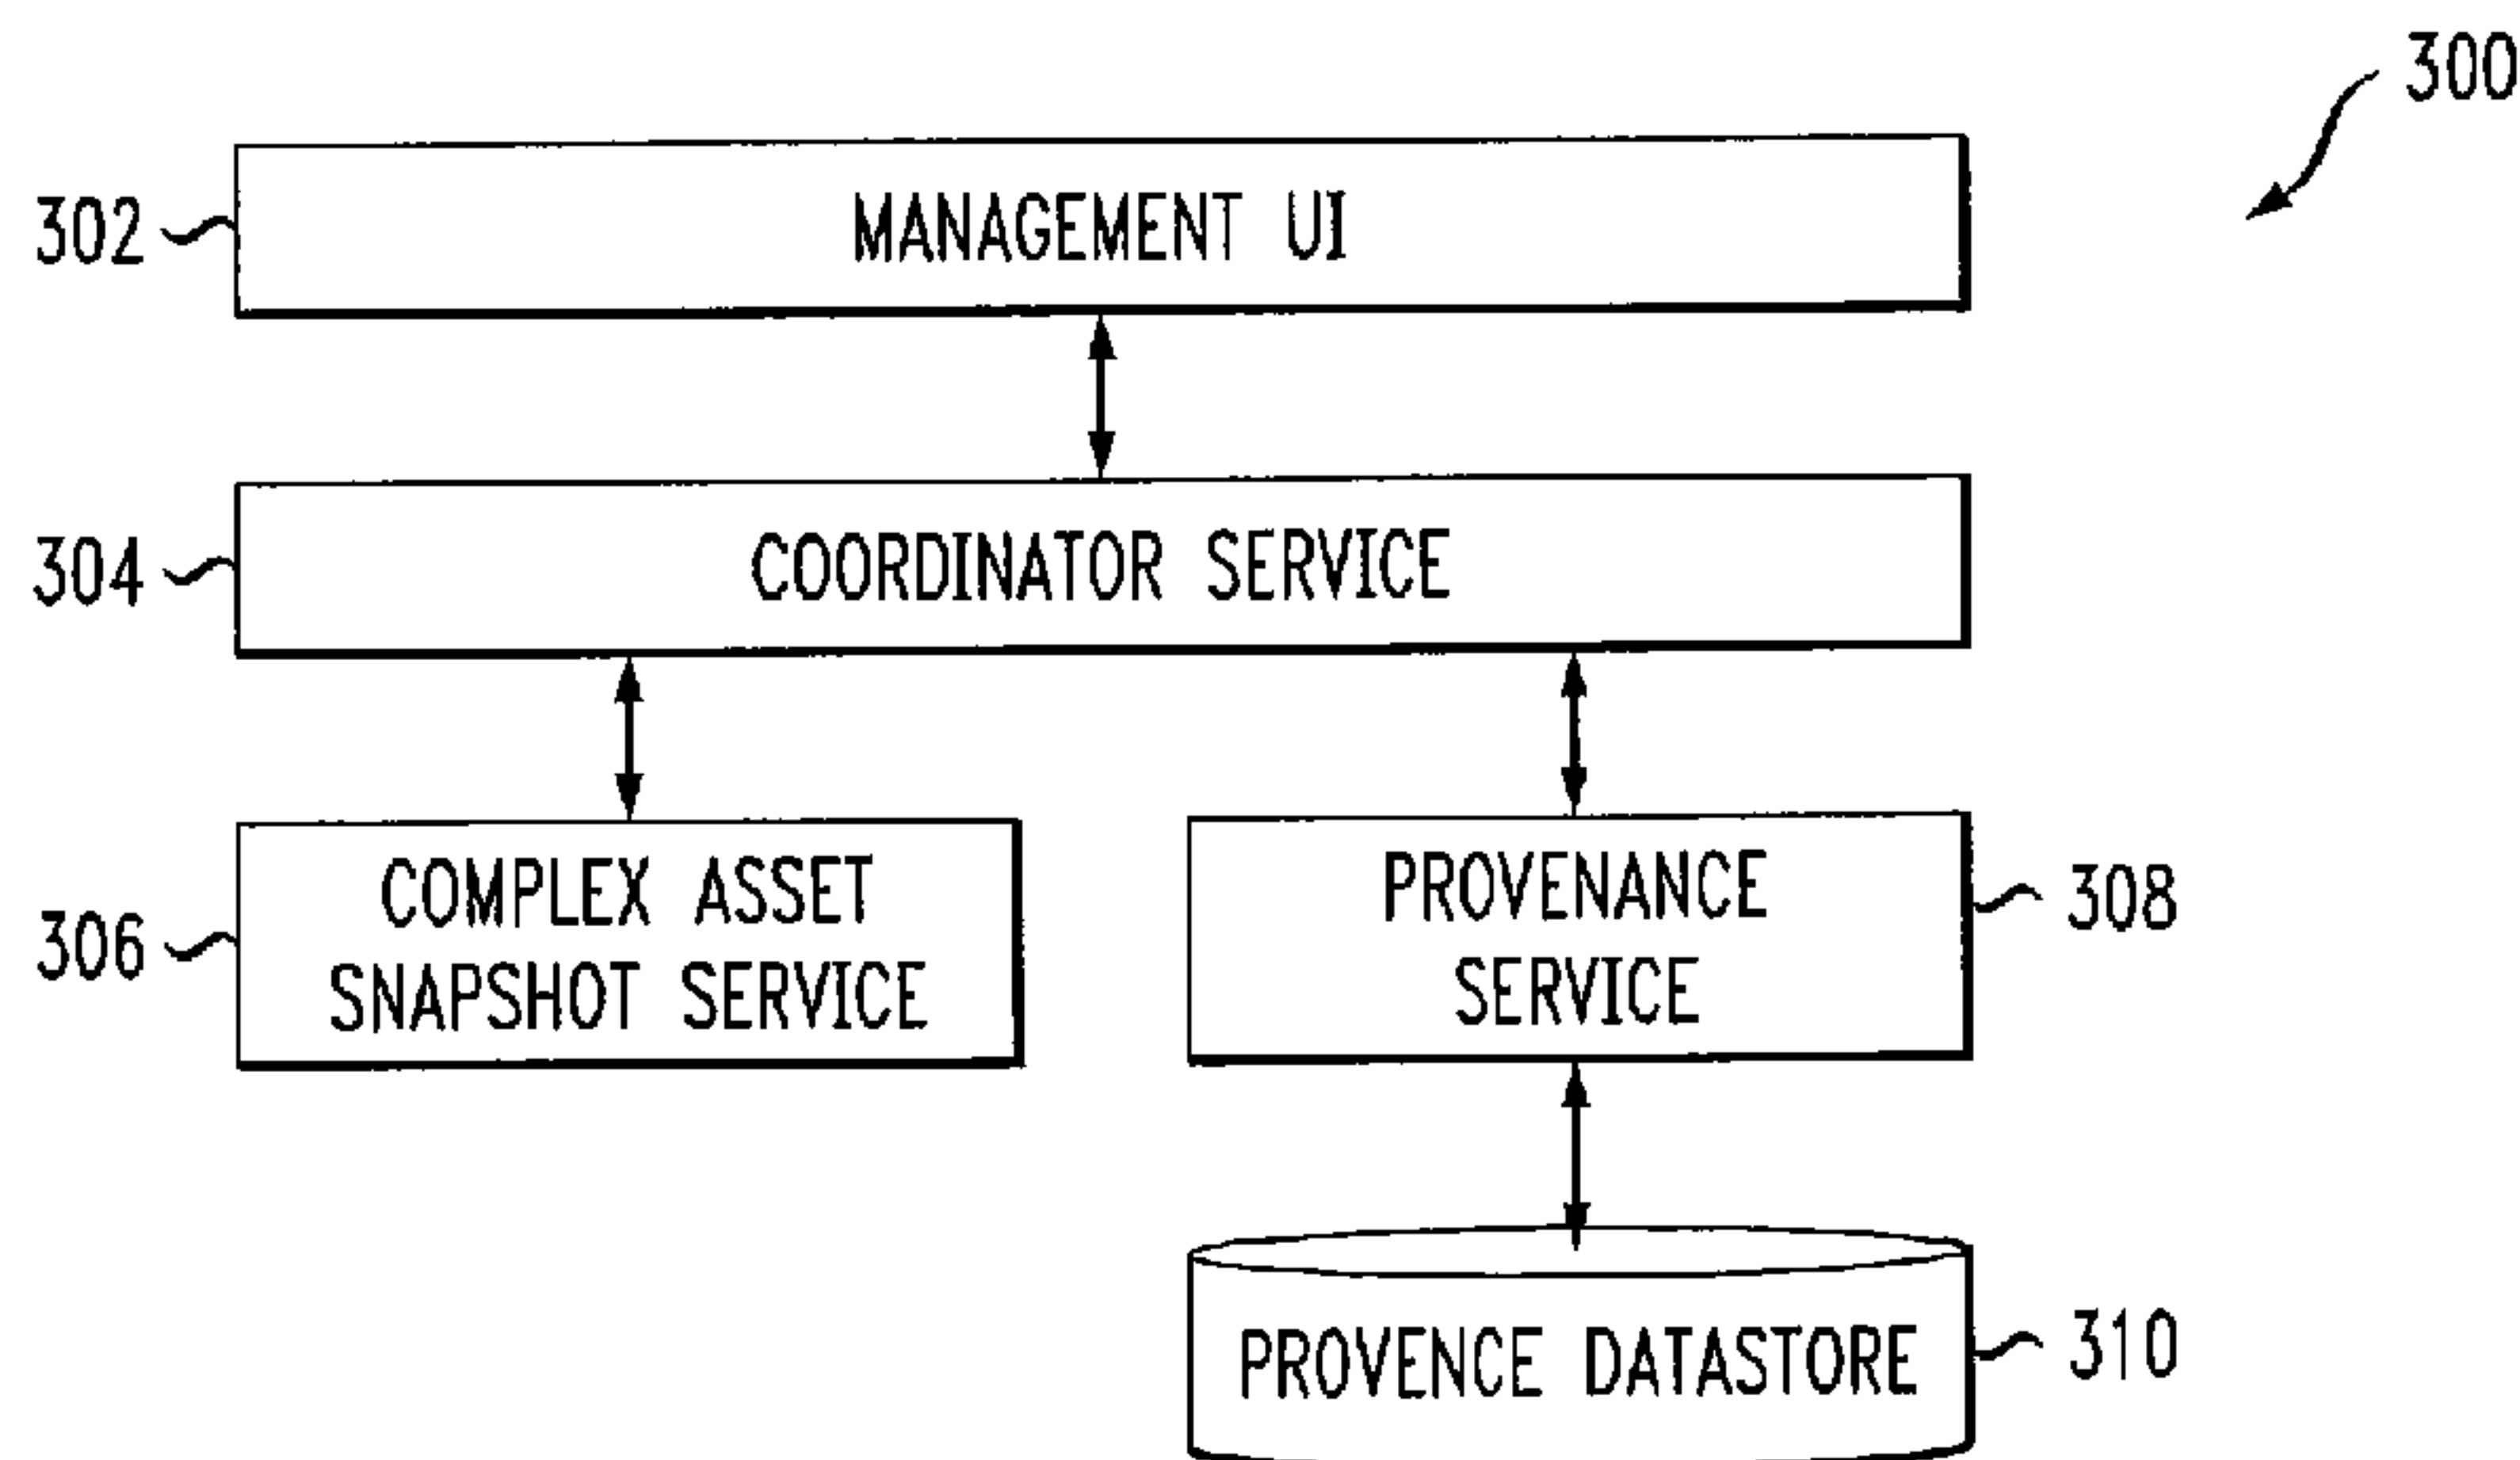 300
302 MANAGEMENT UI
304 COORDINATOR SERVICE
306
COMPLEX ASSET
SNAPSHOT SERVICE
PROVENANCE
SERVICE
308
PROVENCE DATASTORE 310